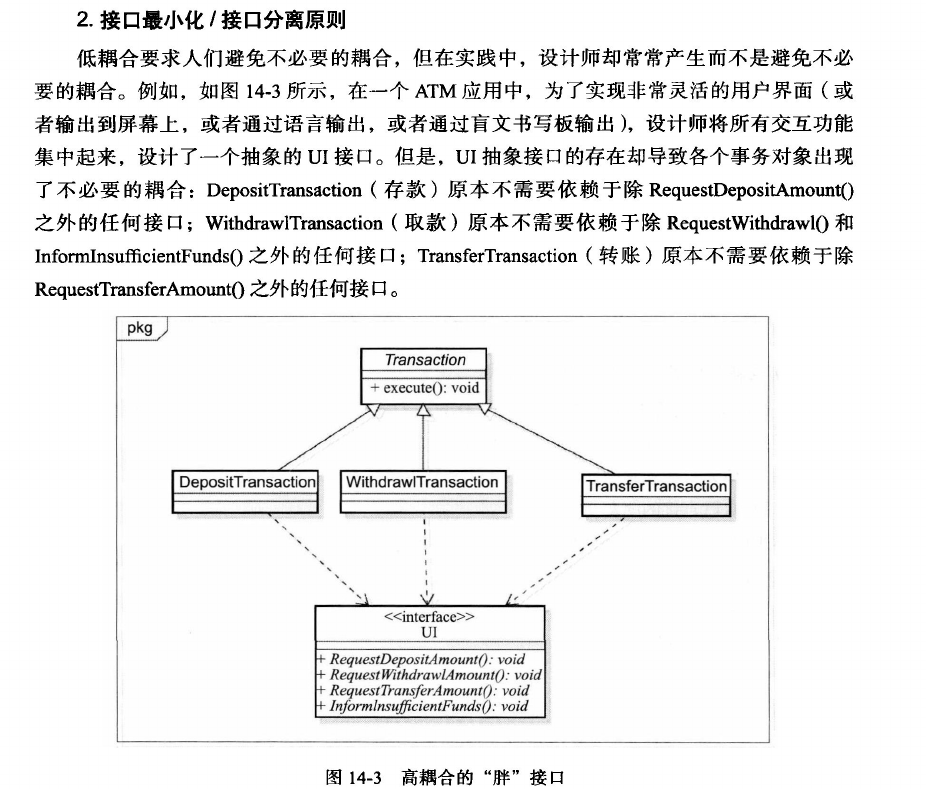 2. 接口最小化 / 接口分离原则
低耦合要求人们避免不必要的耦合，但在实践中，设计师却常常产生而不是避免不必
要的耦合。例如，如图 14-3 所示，在一个 ATM 应用中，为了实现非常灵活的用户界面（或
者输出到屏幕上，或者通过语言输出，或者通过盲文书写板输出），设计师将所有交互功能
集中起来，设计了一个抽象的 UI 接口。但是，UI 抽象接口的存在却导致各个事务对象出现
了不必要的耦合：DepositTransaction（存款）原本不需要依赖于除 RequestDepositAmount()
之外的任何接口；WithdrawlTransaction（取款）原本不需要依赖于除 RequestWithdrawl() 和
InformInsufficientFunds() 之外的任何接口；TransferTransaction（转账）原本不需要依赖于除
RequestTransferAmount() 之外的任何接口。
pkg
Transaction
+ execute(): void
DepositTransaction
WithdrawlTransaction
TransferTransaction
<<interface>>
UI
+ RequestDepositAmount(): void
+ RequestWithdrawlAmount(): void
+ RequestTransferAmount(): void
+ InformInsufficientFunds(): void
图 14-3 高耦合的“胖”接口